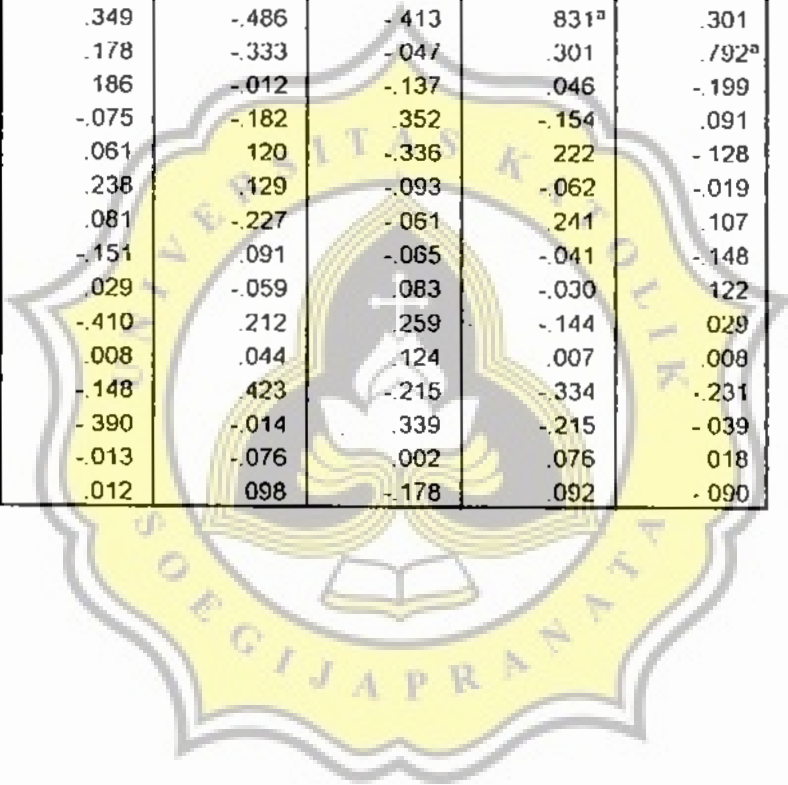 .349 -.486 -.413 831ª .301
.178 -.333 -.047 .301 .792ª
186 -.012 -.137 .046 -.199
-.075 -.182 .352 -.154 .091
.061 120 -.336 222 -.128
.238 .129 -.093 -.062 -.019
.081 -.227 -.061 .241 .107
-.151 .091 -.065 -.041 -.148
.029 -.059 .083 -.030 .122
-.410 .212 .259 -.144 029
.008 .044 .124 .007 .008
-.148 .423 -.215 -.334 -.231
-.390 -.014 .339 -.215 -.039
-.013 -.076 .002 .076 018
.012 098 -.178 .092 -.090
UNIVERSITAS KATOLIK
SOEGIJAPRANATA